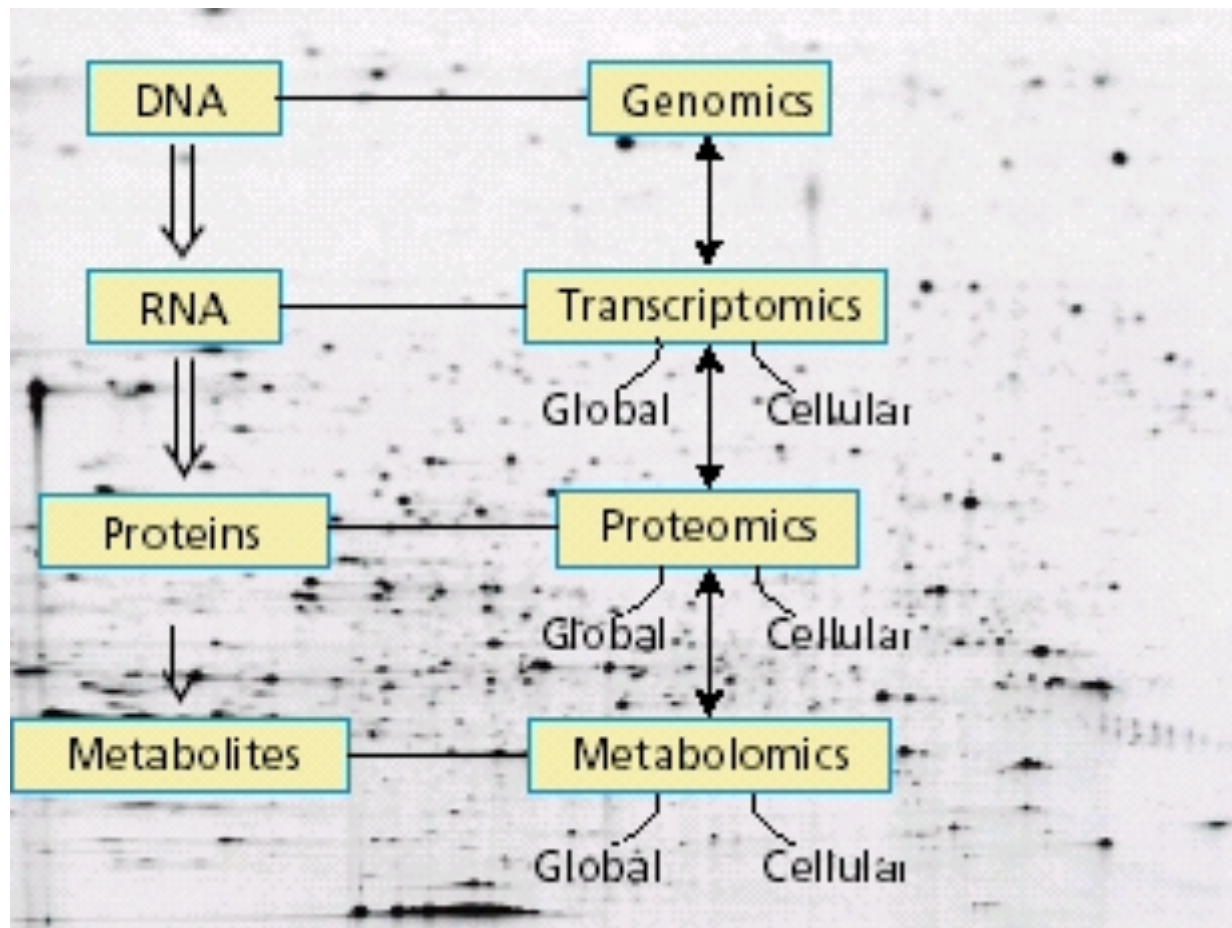 DNA Genomics
RNA Transcriptomics
Global Cellular
Proteins Proteomics
Global Cellular
Metabolites Metabolomics
Global Cellular